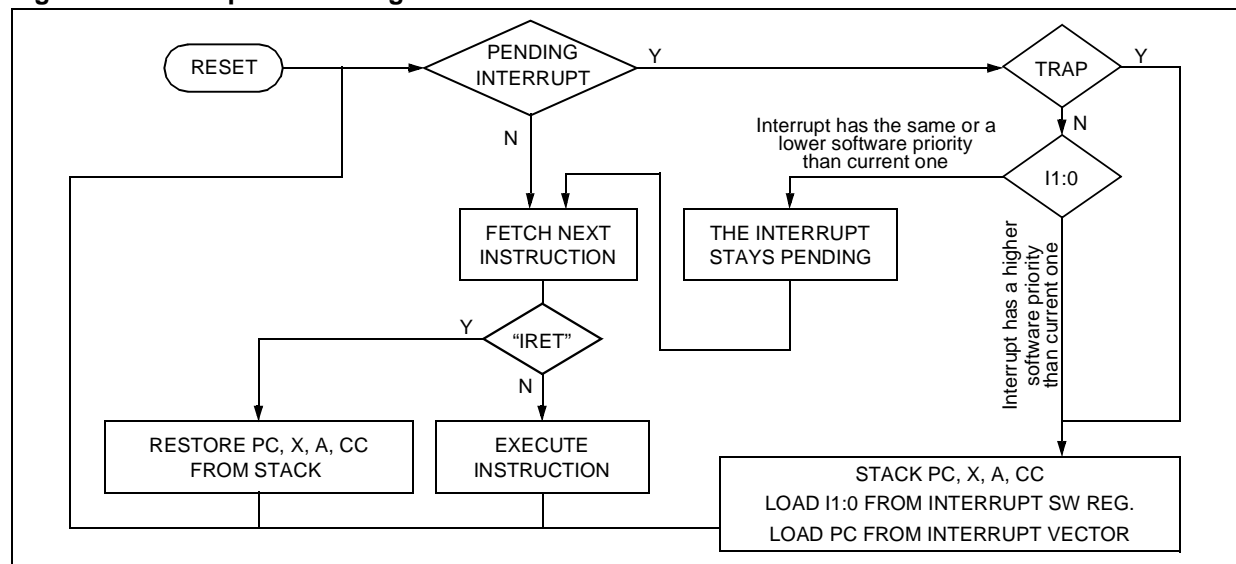 RESET
PENDING
INTERRUPT
Y
TRAP
Y
N
N
Interrupt has the same or a
lower software priority
than current one
I1:0
FETCH NEXT
INSTRUCTION
THE INTERRUPT
STAYS PENDING
Interrupt has a higher
software priority
than current one
Y
“IRET”
N
RESTORE PC, X, A, CC
FROM STACK
EXECUTE
INSTRUCTION
STACK PC, X, A, CC
LOAD I1:0 FROM INTERRUPT SW REG.
LOAD PC FROM INTERRUPT VECTOR